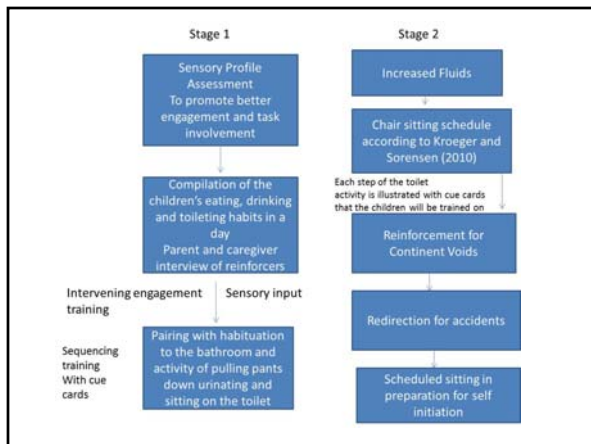 Stage 1
Sensory Profile
Assessment
To promote better
engagement and task
involvement
Compilation of the
children's eating, drinking
and toileting habits in a
day
Parent and caregiver
interview of reinforcers
Intervening engagement
training
Sensory input
Sequencing
training
With cue
cards
Pairing with habituation
to the bathroom and
activity of pulling pants
down urinating and
sitting on the toilet
Stage 2
Increased Fluids
Chair sitting schedule
according to Kroeger and
Sorensen (2010)
Each step of the toilet
activity is illustrated with cue cards
that the children will be trained on
Reinforcement for
Continent Voids
Redirection for accidents
Scheduled sitting in
preparation for self
initiation